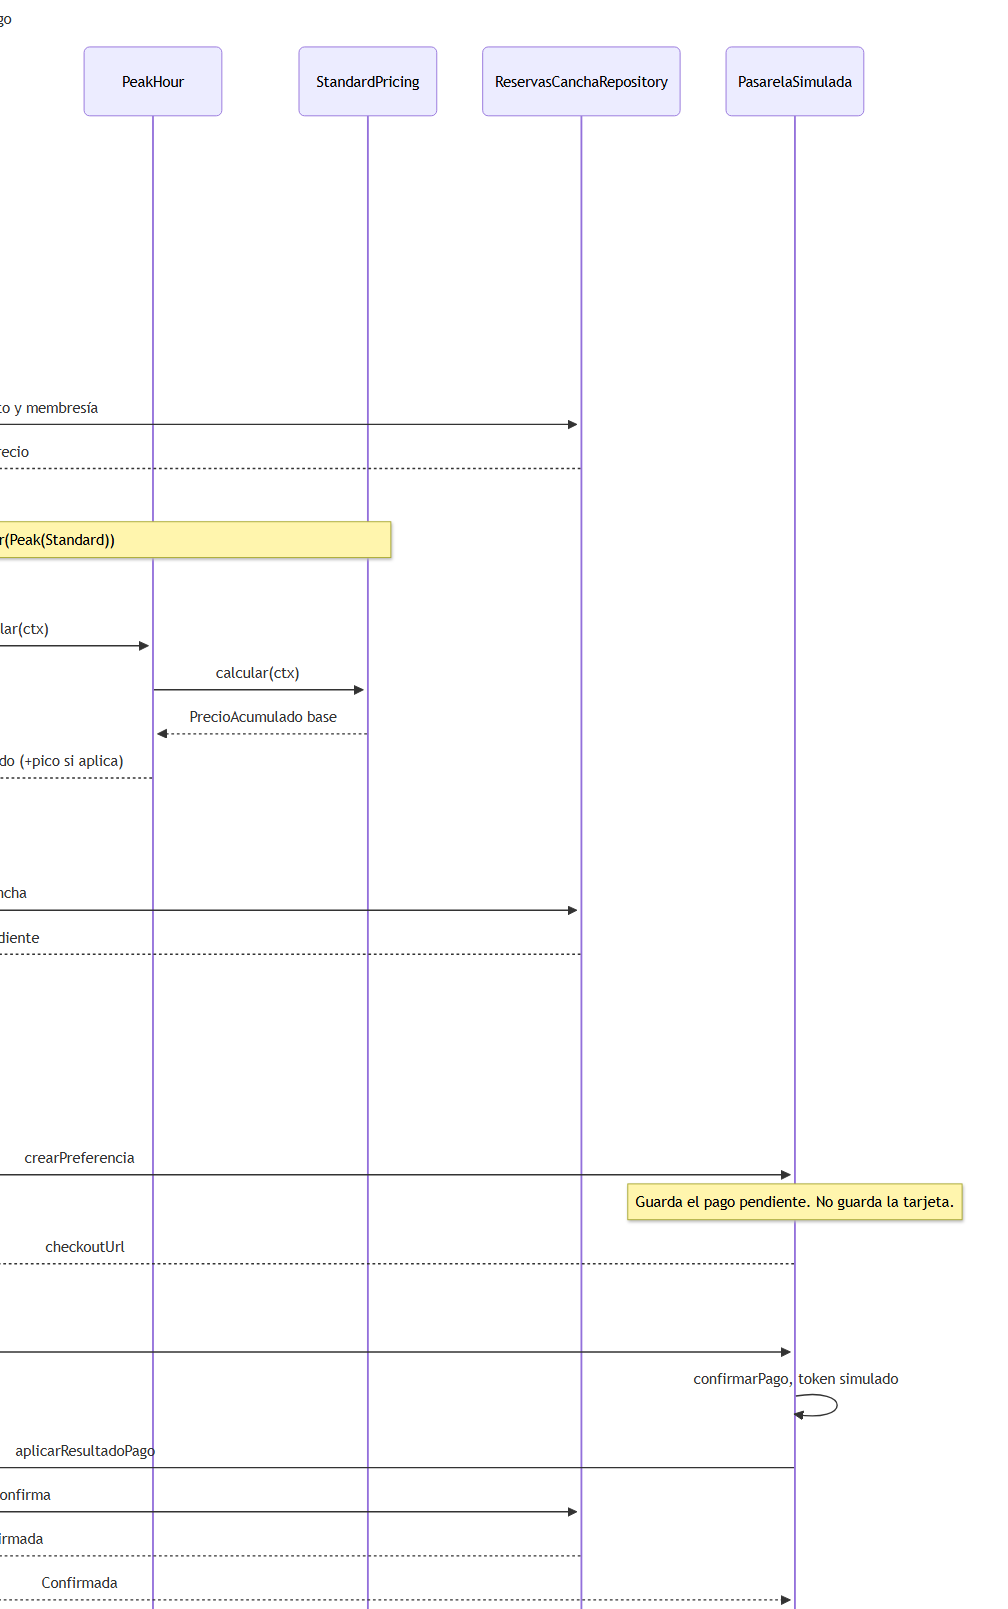 go
PeakHour
StandardPricing
ReservasCanchaRepository
PasarelaSimulada
to y membresía
recio
r(Peak(Standard))
lar(ctx)
calcular(ctx)
PrecioAcumulado base
do (+pico si aplica)
ncha
diente
crearPreferencia
Guarda el pago pendiente. No guarda la tarjeta.
checkoutUrl
confirmarPago, token simulado
aplicarResultadoPago
onfirma
irmada
Confirmada